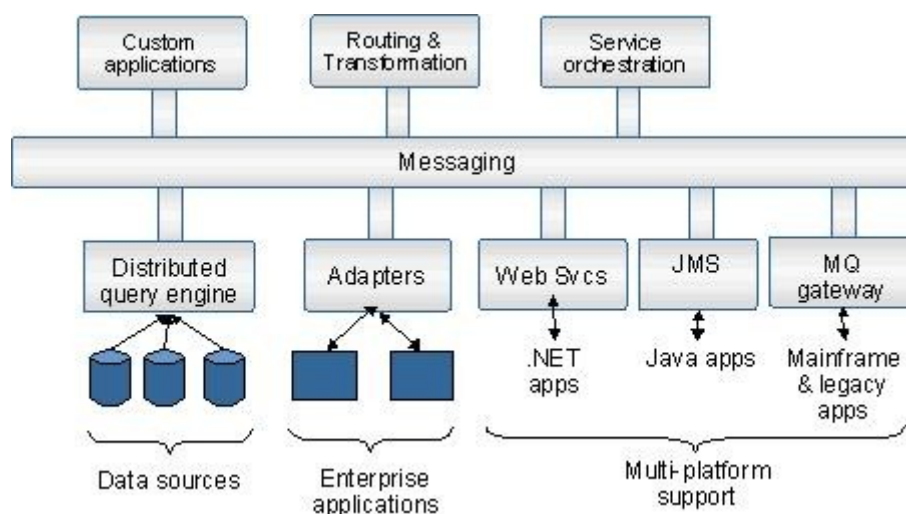 Custom
applications
Routing &
Transformation
Service
orchestration
Messaging
Distributed
query engine
Adapters
Web Svcs
JMS
MQ
gateway
.NET
apps
Java apps
Mainframe
& legacy
apps
Data sources
Enterprise
applications
Multi-platform
support